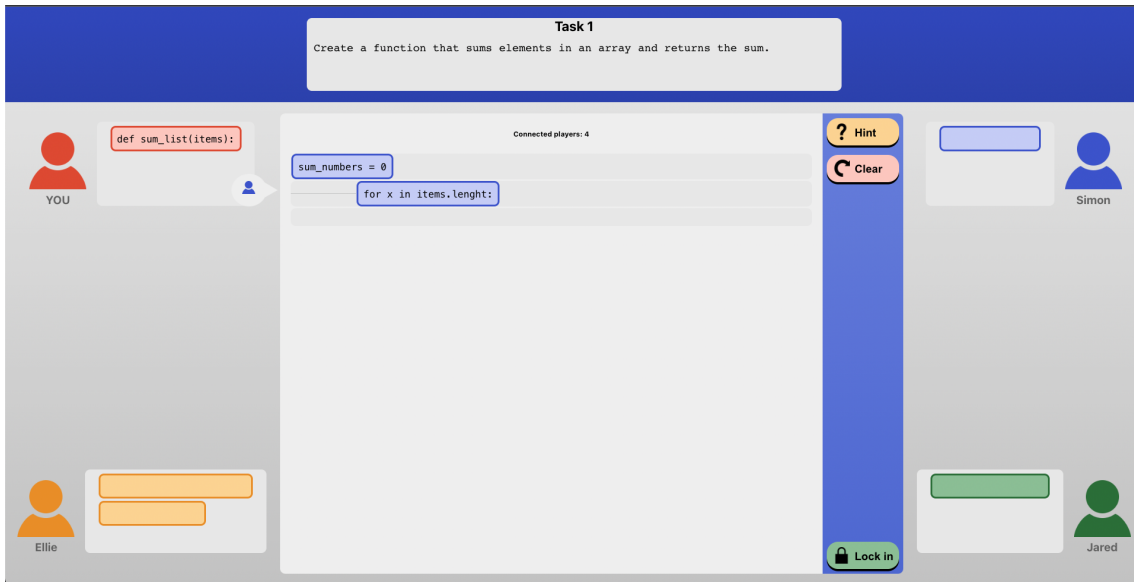 Task 1
Create a function that sums elements in an array and returns the sum.
def sum_list(items):
YOU
Connected players: 4
sum_numbers = 0
for x in items.lenght:
? Hint
Clear
Simon
Ellie
Lock in
Jared